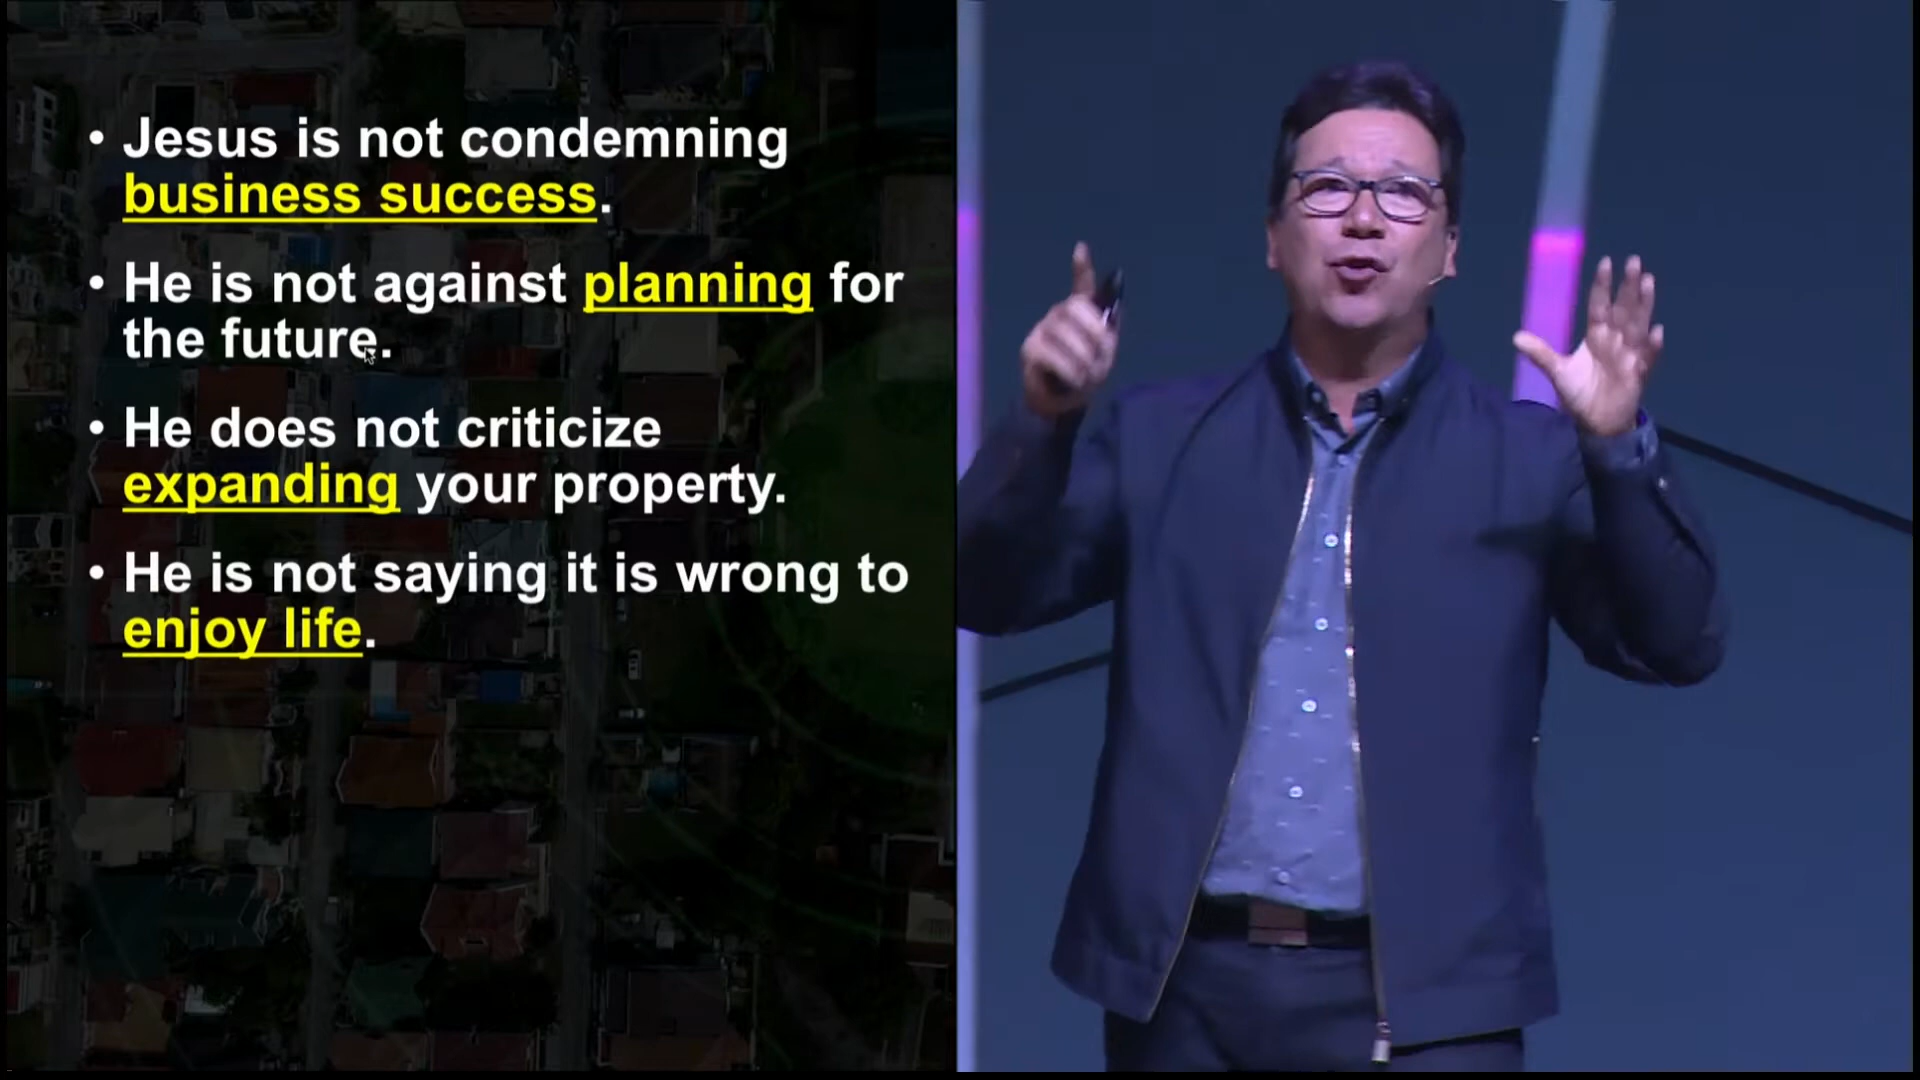 • Jesus is not condemning
business success.
• He is not against planning for
the future.
• He does not criticize
expanding your property.
• He is not saying it is wrong to
enjoy life.